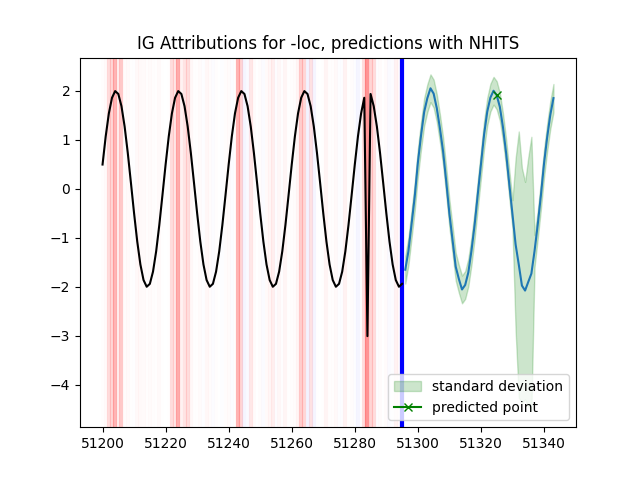 IG Attributions for -loc, predictions with NHITS
2
1
0
−1
−2
−3
−4
standard deviation
predicted point
51200 51220 51240 51260 51280 51300 51320 51340